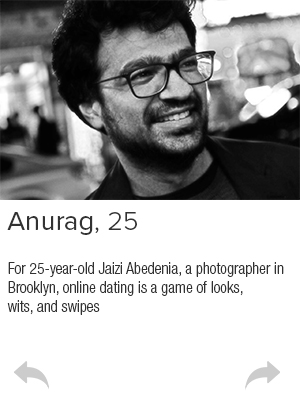 Anurag, 25
For 25-year-old Jaizi Abedenia, a photographer in
Brooklyn, online dating is a game of looks,
wits, and swipes